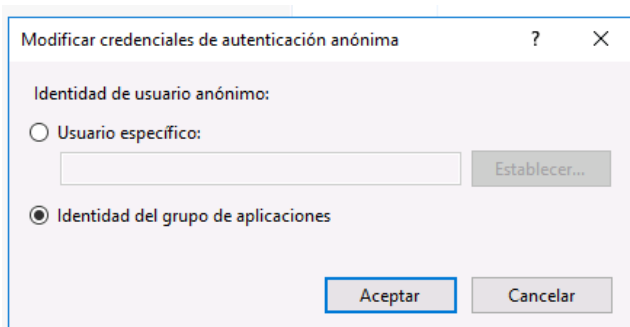 Modificar credenciales de autenticación anónima ? ×
Identidad de usuario anónimo:
Usuario específico:
Establecer...
Identidad del grupo de aplicaciones
Aceptar Cancelar